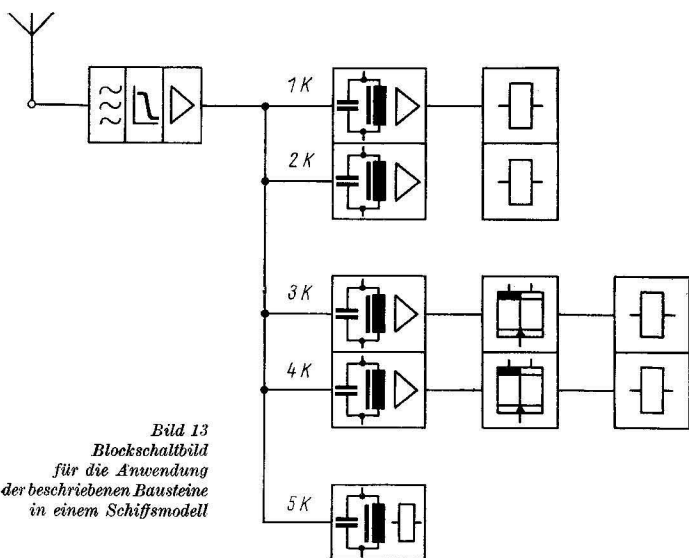 1 K
2 K
3 K
4 K
5 K
Bild 13
Blockschaltbild
für die Anwendung
der beschriebenen Bausteine
in einem Schiffsmodell